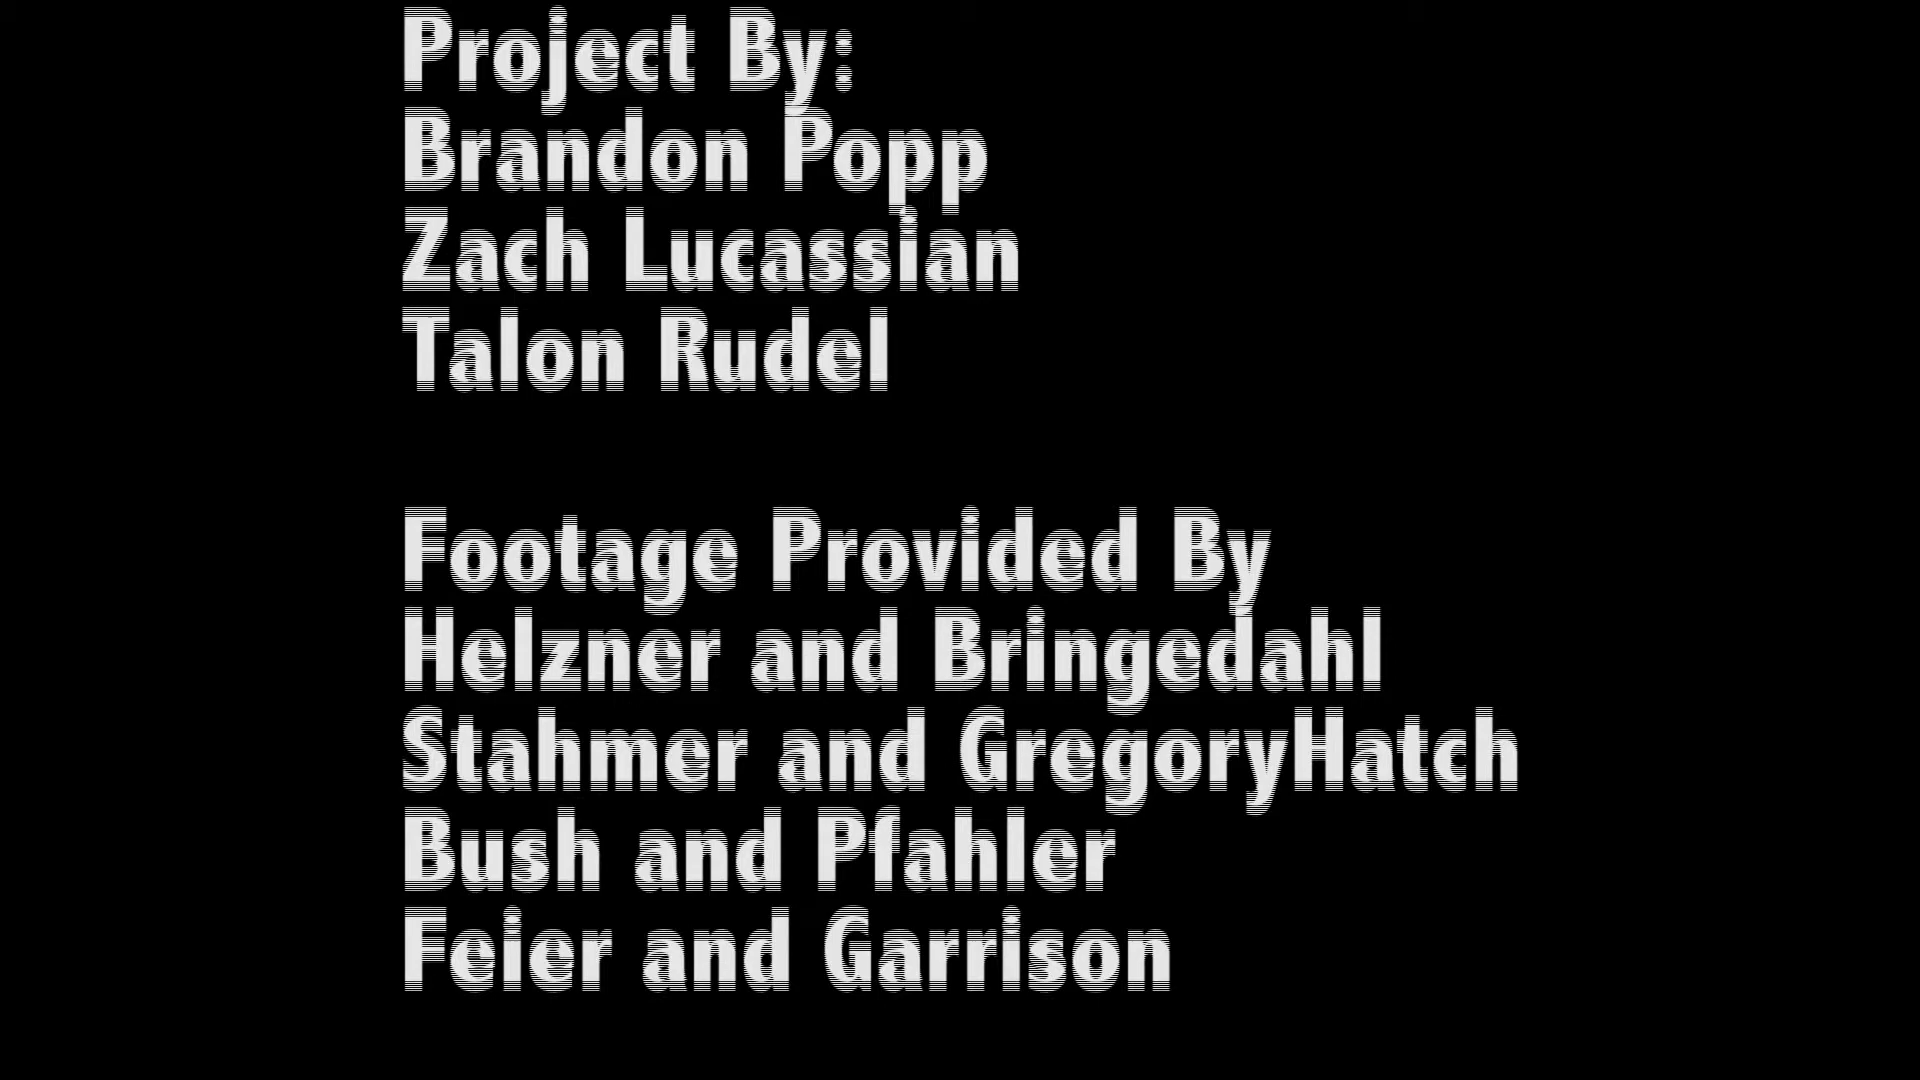 Project By:
Brandon Popp
Zach Lucassian
Talon Rudel
Footage Provided By
Helzner and Bringedahl
Stahmer and GregoryHatch
Bush and Pfahler
Feier and Garrison